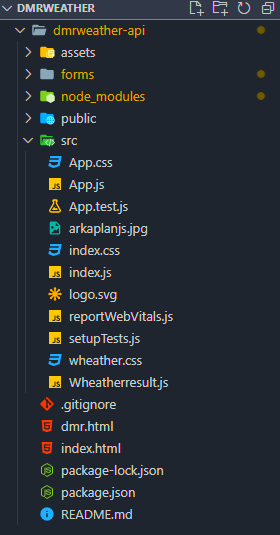 DMRWEATHER
dmrweather-api
assets
forms
node_modules
public
src
App.css
App.js
App.test.js
arkaplanjs.jpg
index.css
index.js
logo.svg
reportWebVitals.js
setupTests.js
wheather.css
Wheatherresult.js
.gitignore
dmr.html
index.html
package-lock.json
package.json
README.md